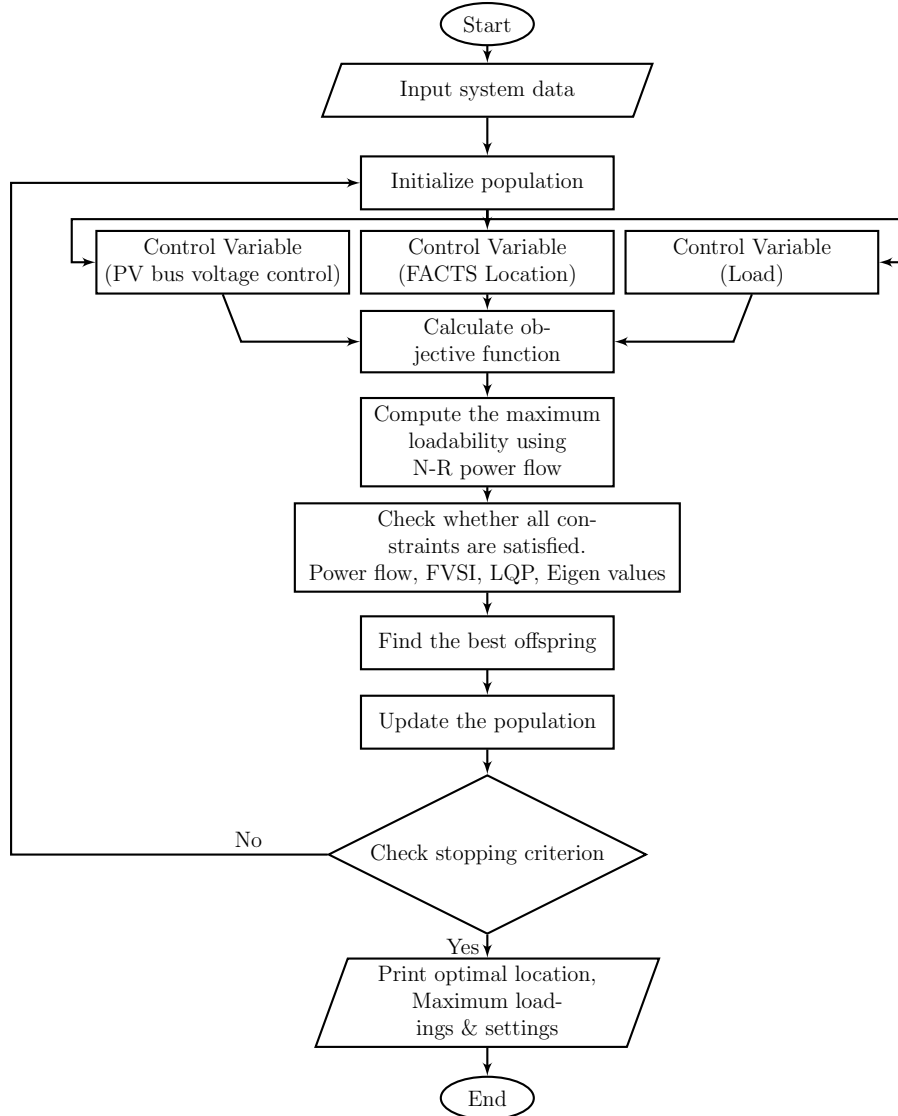 Start
Input system data
Initialize population
Control Variable
(PV bus voltage control)
Control Variable
(FACTS Location)
Control Variable
(Load)
Calculate ob-
jective function
Compute the maximum
loadability using
N-R power flow
Check whether all con-
straints are satisfied.
Power flow, FVSI, LQP, Eigen values
Find the best offspring
Update the population
No
Check stopping criterion
Yes
Print optimal location,
Maximum load-
ings & settings
End